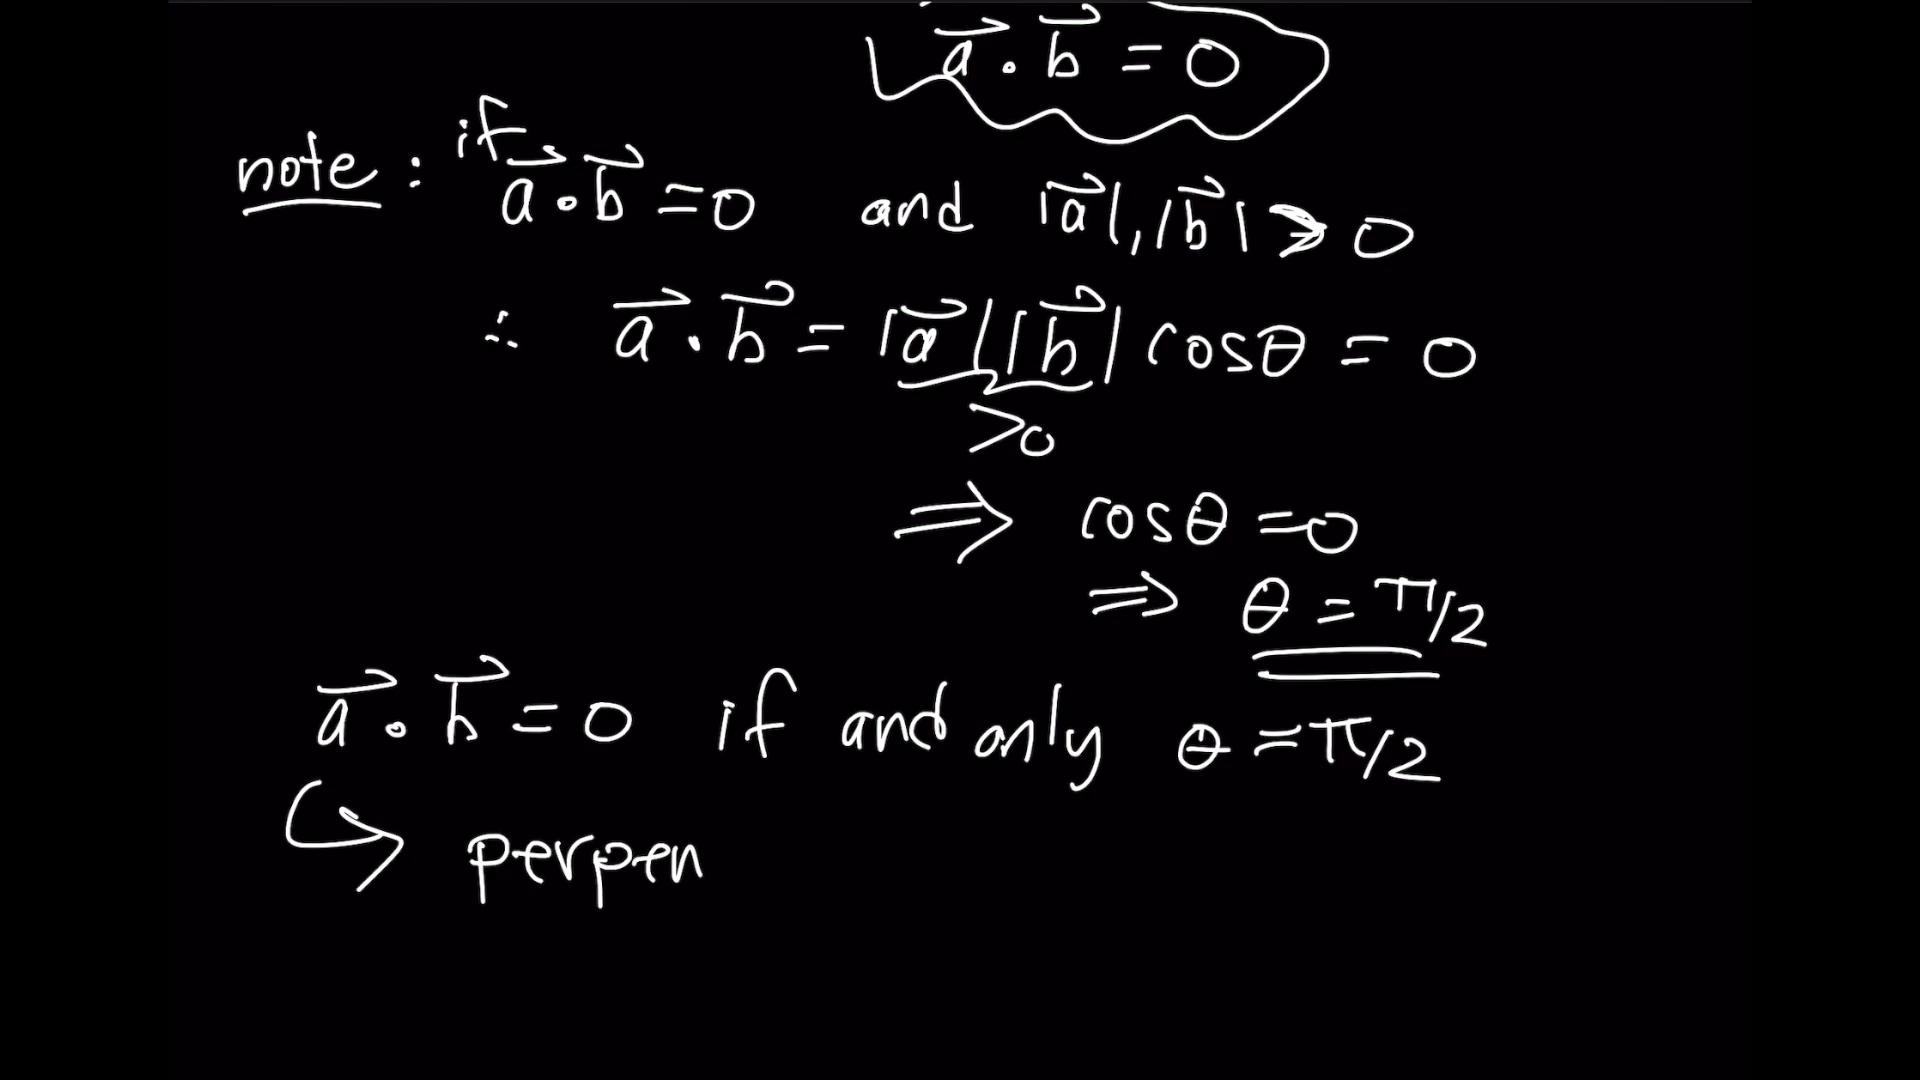 a⃗ · b⃗ = 0
note : if a⃗ · b⃗ = 0 and |a⃗|, |b⃗| > 0
∴ a⃗ · b⃗ = |a⃗||b⃗| cosθ = 0
>0
⇒ cosθ = 0
⇒ θ = π/2
a⃗ · b⃗ = 0 if and only θ = π/2
↪ perpen